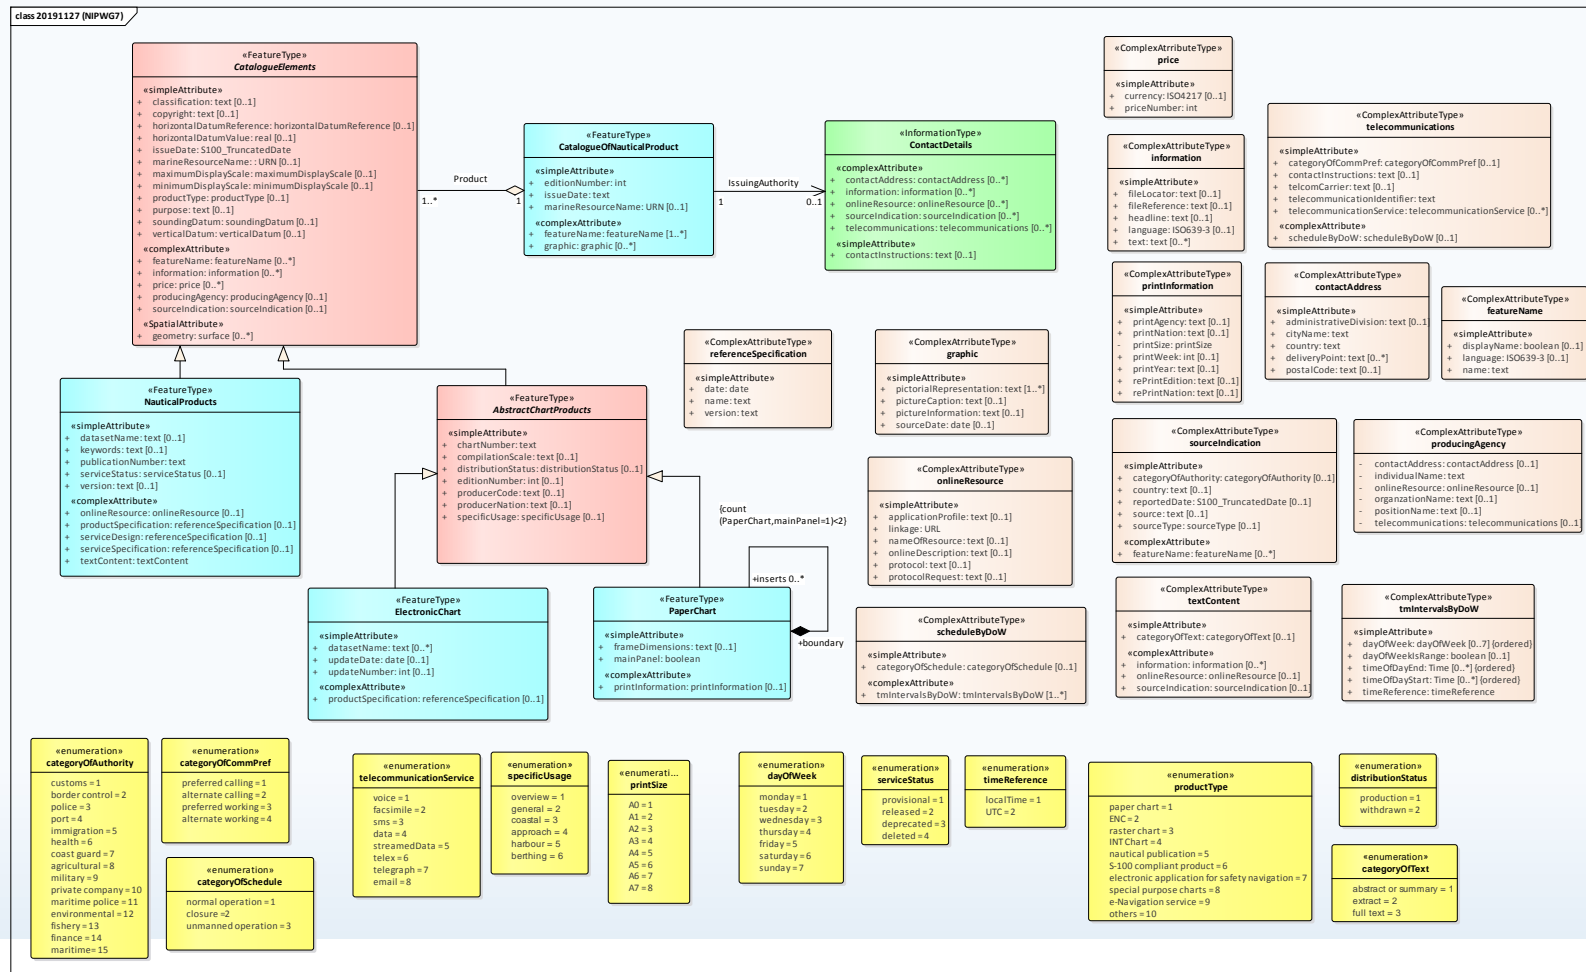 class 20191127 (NIPWG7)
«FeatureType»
CatalogueElements
«simpleAttribute»
+ classification: text [0..1]
+ copyright: text [0..1]
+ horizontalDatumReference: horizontalDatumReference [0..1]
+ horizontalDatumValue: real [0..1]
+ issueDate: S100_TruncatedDate
+ marineResourceName: : URN [0..1]
+ maximumDisplayScale: maximumDisplayScale [0..1]
+ minimumDisplayScale: minimumDisplayScale [0..1]
+ productType: productType [0..1]
+ purpose: text [0..1]
+ soundingDatum: soundingDatum [0..1]
+ verticalDatum: verticalDatum [0..1]
«complexAttribute»
+ featureName: featureName [0..*]
+ information: information [0..*]
+ price: price [0..*]
+ producingAgency: producingAgency [0..1]
+ sourceIndication: sourceIndication [0..1]
«SpatialAttribute»
+ geometry: surface [0..*]
Product
1..*
1
«FeatureType»
CatalogueOfNauticalProduct
«simpleAttribute»
+ editionNumber: int
+ issueDate: text
+ marineResourceName: URN [0..1]
«complexAttribute»
+ featureName: featureName [1..*]
+ graphic: graphic [0..*]
IssuingAuthority
1
0..1
«InformationType»
ContactDetails
«complexAttribute»
+ contactAddress: contactAddress [0..*]
+ information: information [0..*]
+ onlineResource: onlineResource [0..*]
+ sourceIndication: sourceIndication [0..*]
+ telecommunications: telecommunications [0..*]
«simpleAttribute»
+ contactInstructions: text [0..1]
«ComplexAtrributeType»
price
«simpleAttribute»
+ currency: ISO4217 [0..1]
+ priceNumber: int
«ComplexAttributeType»
information
«simpleAttribute»
+ fileLocator: text [0..1]
+ fileReference: text [0..1]
+ headline: text [0..1]
+ language: ISO639-3 [0..1]
+ text: text [0..*]
«ComplexAttributeType»
telecommunications
«simpleAttribute»
+ categoryOfCommPref: categoryOfCommPref [0..1]
+ contactInstructions: text [0..1]
+ telcomCarrier: text [0..1]
+ telecommunicationIdentifier: text
+ telecommunicationService: telecommunicationService [0..*]
«complexAttribute»
+ scheduleByDoW: scheduleByDoW [0..1]
«ComplexAttributeType»
printInformation
«simpleAttribute»
+ printAgency: text [0..1]
+ printNation: text [0..1]
- printSize: printSize
+ printWeek: int [0..1]
+ printYear: text [0..1]
+ rePrintEdition: text [0..1]
+ rePrintNation: text [0..1]
«ComplexAttributeType»
contactAddress
«simpleAttribute»
+ administrativeDivision: text [0..1]
+ cityName: text
+ country: text
+ deliveryPoint: text [0..*]
+ postalCode: text [0..1]
«ComplexAttributeType»
featureName
«simpleAttribute»
+ displayName: boolean [0..1]
+ language: ISO639-3 [0..1]
+ name: text
«FeatureType»
NauticalProducts
«simpleAttribute»
+ datasetName: text [0..1]
+ keywords: text [0..1]
+ publicationNumber: text
+ serviceStatus: serviceStatus [0..1]
+ version: text [0..1]
«complexAttribute»
+ onlineResource: onlineResource [0..1]
+ productSpecification: referenceSpecification [0..1]
+ serviceDesign: referenceSpecification [0..1]
+ serviceSpecification: referenceSpecification [0..1]
+ textContent: textContent
«FeatureType»
AbstractChartProducts
«simpleAttribute»
+ chartNumber: text
+ compilationScale: text [0..1]
+ distributionStatus: distributionStatus [0..1]
+ editionNumber: int [0..1]
+ producerCode: text [0..1]
+ producerNation: text [0..1]
+ specificUsage: specificUsage [0..1]
«ComplexAttributeType»
referenceSpecification
«simpleAttribute»
+ date: date
+ name: text
+ version: text
«ComplexAttributeType»
graphic
«simpleAttribute»
+ pictorialRepresentation: text [1..*]
+ pictureCaption: text [0..1]
+ pictureInformation: text [0..1]
+ sourceDate: date [0..1]
«ComplexAttributeType»
onlineResource
«simpleAttribute»
+ applicationProfile: text [0..1]
+ linkage: URL
+ nameOfResource: text [0..1]
+ onlineDescription: text [0..1]
+ protocol: text [0..1]
+ protocolRequest: text [0..1]
«ComplexAttributeType»
sourceIndication
«simpleAttribute»
+ categoryOfAuthority: categoryOfAuthority [0..1]
+ country: text [0..1]
+ reportedDate: S100_TruncatedDate [0..1]
+ source: text [0..1]
+ sourceType: sourceType [0..1]
«complexAttribute»
+ featureName: featureName [0..*]
«ComplexAttributeType»
producingAgency
- contactAddress: contactAddress [0..1]
- individualName: text
- onlineResource: onlineResource [0..1]
- organzationName: text [0..1]
- positionName: text [0..1]
- telecommunications: telecommunications [0..1]
{count
(PaperChart,mainPanel=1)<2}
+inserts 0..*
+boundary
«FeatureType»
ElectronicChart
«simpleAttribute»
+ datasetName: text [0..*]
+ updateDate: date [0..1]
+ updateNumber: int [0..1]
«complexAttribute»
+ productSpecification: referenceSpecification [0..1]
«FeatureType»
PaperChart
«simpleAttribute»
+ frameDimensions: text [0..1]
+ mainPanel: boolean
«complexAttribute»
+ printInformation: printInformation [0..1]
«ComplexAttributeType»
scheduleByDoW
«simpleAttribute»
+ categoryOfSchedule: categoryOfSchedule [0..1]
«complexAttribute»
+ tmIntervalsByDoW: tmIntervalsByDoW [1..*]
«ComplexAttributeType»
textContent
«simpleAttribute»
+ categoryOfText: categoryOfText [0..1]
«complexAttribute»
+ information: information [0..*]
+ onlineResource: onlineResource [0..1]
+ sourceIndication: sourceIndication [0..1]
«ComplexAttributeType»
tmIntervalsByDoW
«simpleAttribute»
+ dayOfWeek: dayOfWeek [0..7] {ordered}
+ dayOfWeekIsRange: boolean [0..1]
+ timeOfDayEnd: Time [0..*] {ordered}
+ timeOfDayStart: Time [0..*] {ordered}
+ timeReference: timeReference
«enumeration»
categoryOfAuthority
customs = 1
border control = 2
police = 3
port = 4
immigration = 5
health = 6
coast guard = 7
agricultural = 8
military = 9
private company = 10
maritime police = 11
environmental = 12
fishery = 13
finance = 14
maritime = 15
«enumeration»
categoryOfCommPref
preferred calling = 1
alternate calling = 2
preferred working = 3
alternate working = 4
«enumeration»
categoryOfSchedule
normal operation = 1
closure =2
unmanned operation = 3
«enumeration»
telecommunicationService
voice = 1
facsimile = 2
sms = 3
data = 4
streamedData = 5
telex = 6
telegraph = 7
email = 8
«enumeration»
specificUsage
overview = 1
general = 2
coastal = 3
approach = 4
harbour = 5
berthing = 6
«enumerati...
printSize
A0 = 1
A1 = 2
A2 = 3
A3 = 4
A4 = 5
A5 = 6
A6 = 7
A7 = 8
«enumeration»
dayOfWeek
monday = 1
tuesday = 2
wednesday = 3
thursday = 4
friday = 5
saturday = 6
sunday = 7
«enumeration»
serviceStatus
provisional = 1
released = 2
deprecated = 3
deleted = 4
«enumeration»
timeReference
localTime = 1
UTC = 2
«enumeration»
productType
paper chart = 1
ENC = 2
raster chart = 3
INT Chart = 4
nautical publication = 5
S-100 compliant product = 6
electronic application for safety navigation = 7
special purpose charts = 8
e-Navigation service = 9
others = 10
«enumeration»
distributionStatus
production = 1
withdrawn = 2
«enumeration»
categoryOfText
abstract or summary = 1
extract = 2
full text = 3